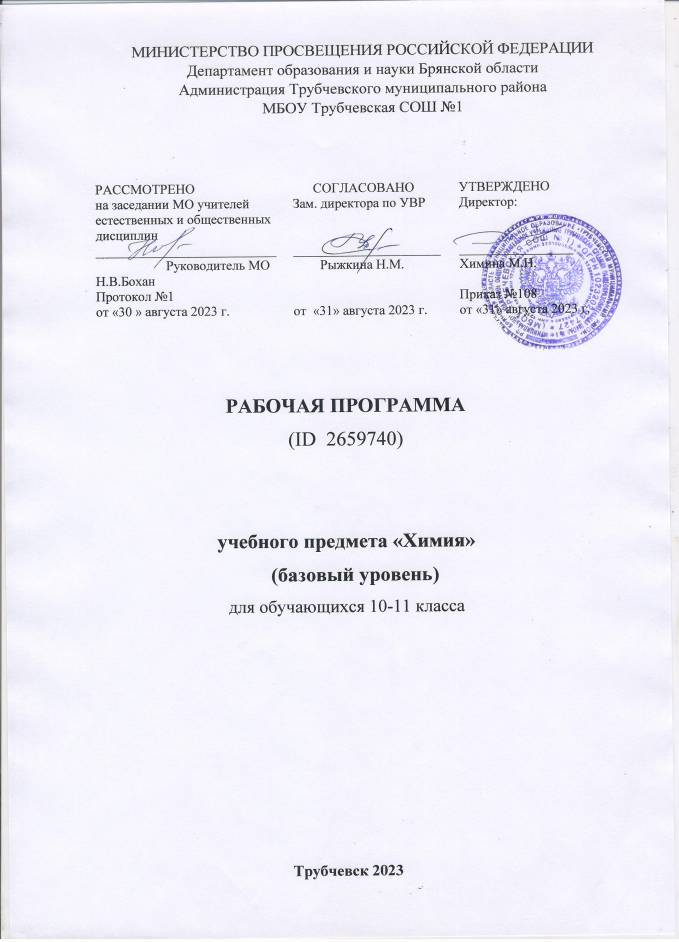 МИНИСТЕРСТВО ПРОСВЕЩЕНИЯ РОССИЙСКОЙ ФЕДЕРАЦИИ
Департамент образования и науки Брянской области
Администрация Трубчевского муниципального района
МБОУ Трубчевская СОШ №1
РАССМОТРЕНО
на заседании МО учителей
естественных и общественных
дисциплин
Руководитель МО
Н.В.Бохан
Протокол №1
от «30 » августа 2023 г.
СОГЛАСОВАНО
Зам. директора по УВР
Рыжкина Н.М.
от «31» августа 2023 г.
УТВЕРЖДЕНО
Директор:
Химина М.Н.
Приказ №108
от «31» августа 2023 г.
РАБОЧАЯ ПРОГРАММА
(ID 2659740)
учебного предмета «Химия»
(базовый уровень)
для обучающихся 10-11 класса
Трубчевск 2023